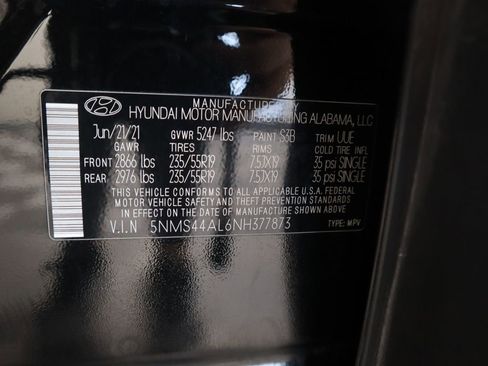 MANUFACTURED BY
HYUNDAI MOTOR MANUFACTURING ALABAMA, LLC
Jun/21/21 GVWR 5247 lbs PAINT S3B TRIM UUE
GAWR TIRES RIMS COLD TIRE INFL
FRONT 2866 lbs 235/55R19 7.5JX19 35 psi SINGLE
REAR 2976 lbs 235/55R19 7.5JX19 35 psi SINGLE
THIS VEHICLE CONFORMS TO ALL APPLICABLE U.S.A. FEDERAL
MOTOR VEHICLE SAFETY AND THEFT PREVENTION STANDARDS
IN EFFECT ON THE DATE OF MANUFACTURE SHOWN ABOVE.
V.I.N 5NMS44AL6NH377873 TYPE: MPV